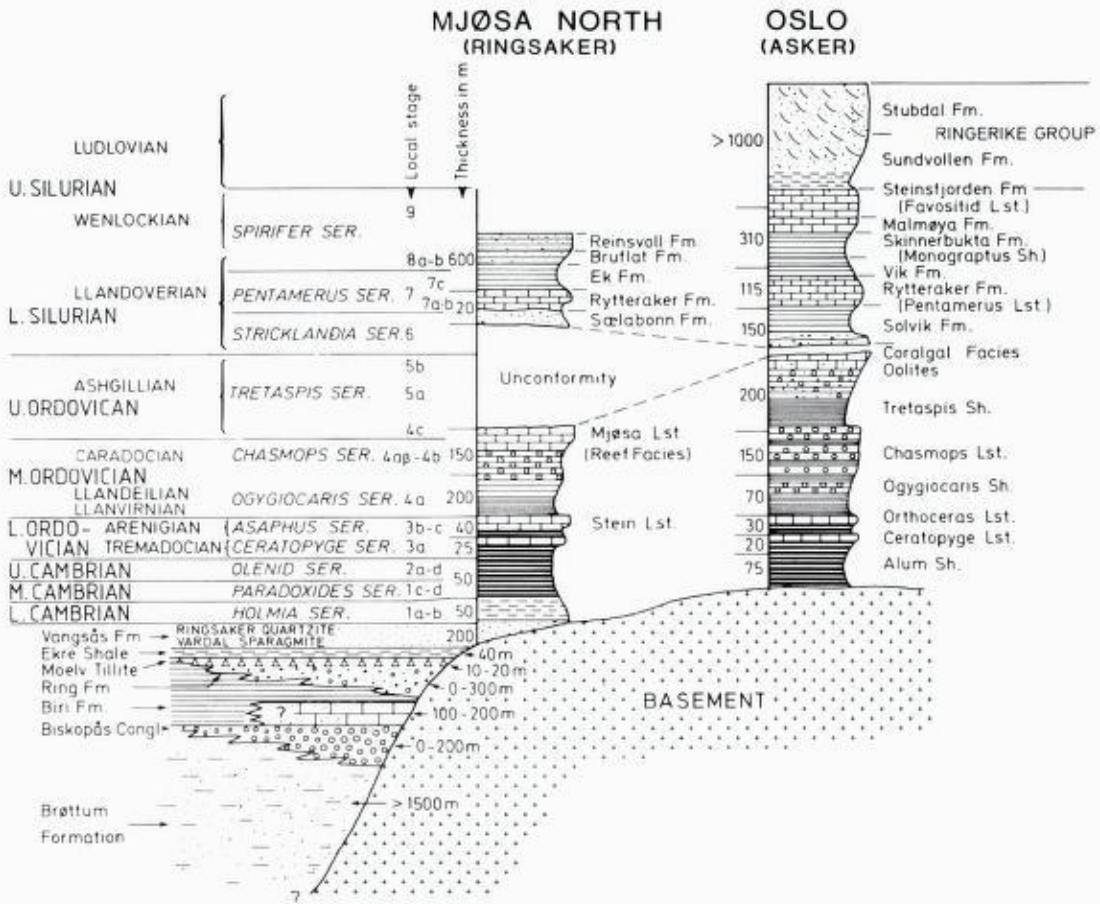 MJØSA NORTH
(RINGSAKER)
OSLO
(ASKER)
Local stage
Thickness in m
LUDLOVIAN
U. SILURIAN
WENLOCKIAN
SPIRIFER SER.
9
8a-b 600
LLANDOVERIAN
7c
PENTAMERUS SER. 7
7a-b 20
L. SILURIAN
STRICKLANDIA SER. 6
5b
ASHGILLIAN
TRETASPIS SER.
5a
U.ORDOVICAN
4c
CARADOCIAN
CHASMOPS SER. 4aβ-4b 150
M.ORDOVICIAN
LLANDEILIAN
LLANVIRNIAN
OGYGIOCARIS SER. 4a 200
L.ORDO- ARENIGIAN ASAPHUS SER. 3b-c 40
VICIAN TREMADOCIAN CERATOPYGE SER. 3a 25
U.CAMBRIAN OLENID SER. 2a-d
50
M.CAMBRIAN PARADOXIDES SER. 1c-d
L.CAMBRIAN HOLMIA SER. 1a-b 50
Vangsås Fm
RINGSAKER QUARTZITE
VARDAL SPARAGMITE
200
Ekre Shale
40m
Moelv Tillite
10-20m
Ring Fm
0-300m
Biri Fm.
?
100-200m
Biskopås Congl
0-200m
Brøttum
Formation
>1500m
?
Reinsvoll Fm.
Bruflat Fm.
Ek Fm.
Rytteraker Fm.
Sælabonn Fm.
Unconformity
Mjøsa Lst
(Reef Facies)
Stein Lst.
BASEMENT
>1000
310
115
150
200
150
70
30
20
75
Stubdal Fm.
RINGERIKE GROUP
Sundvollen Fm.
Steinsfjorden Fm
(Favositid Lst.)
Malmøya Fm.
Skinnerbukta Fm.
(Monograptus Sh.)
Vik Fm.
Rytteraker Fm.
(Pentamerus Lst)
Solvik Fm.
Coralgal Facies
Oolites
Tretaspis Sh.
Chasmops Lst.
Ogygiocaris Sh.
Orthoceras Lst.
Ceratopyge Lst.
Alum Sh.